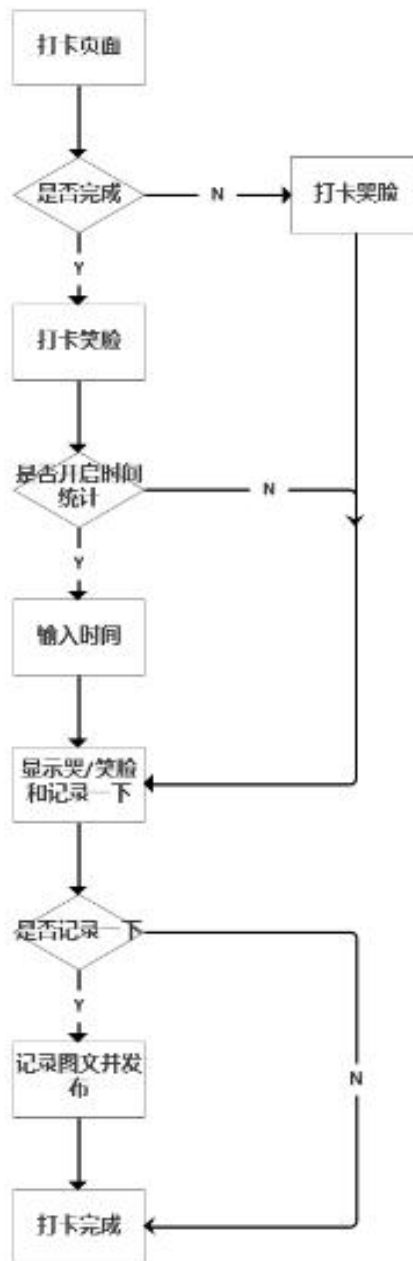 打卡页面
是否完成
N
打卡哭脸
Y
打卡笑脸
是否开启时间
统计
N
Y
输入时间
显示哭/笑脸
和记录一下
是否记录一下
Y
N
记录图文并发
布
打卡完成